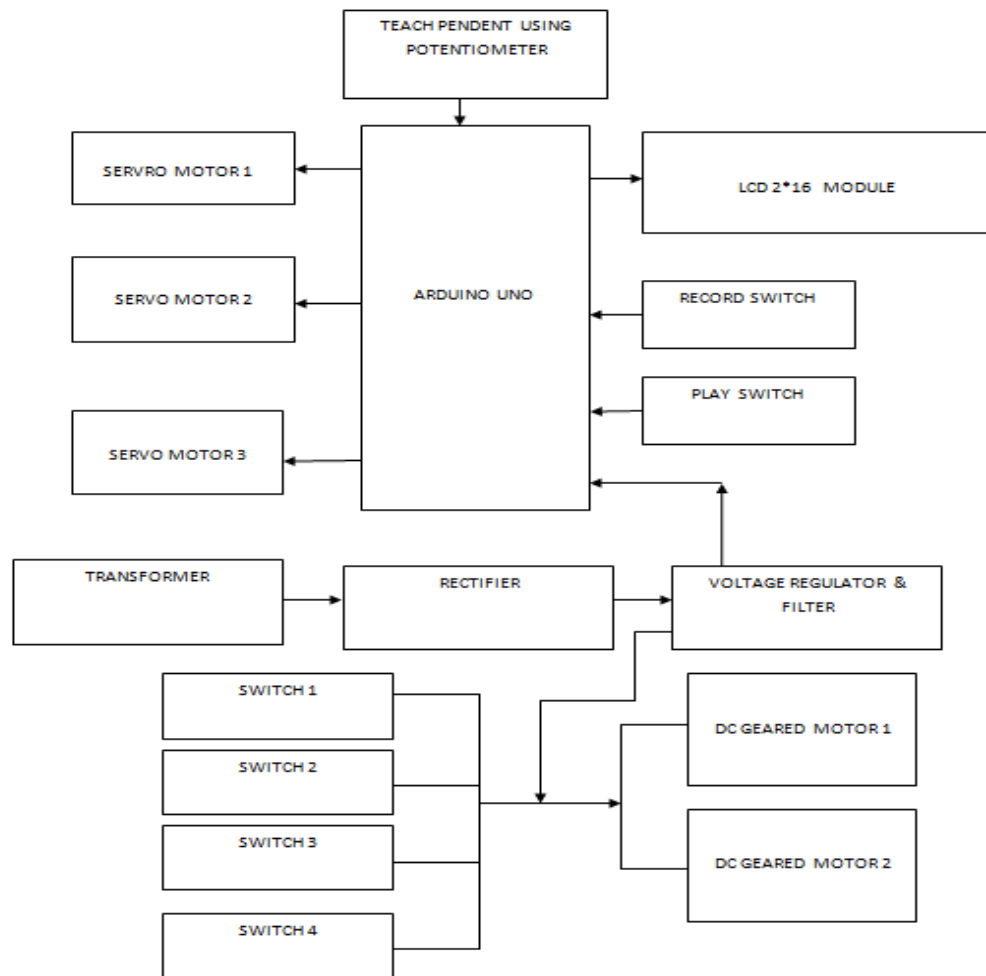 TEACH PENDENT USING
POTENTIOMETER
SERVRO MOTOR 1
LCD 2*16 MODULE
SERVO MOTOR 2
ARDUINO UNO
RECORD SWITCH
PLAY SWITCH
SERVO MOTOR 3
TRANSFORMER
RECTIFIER
VOLTAGE REGULATOR &
FILTER
SWITCH 1
DC GEARED MOTOR 1
SWITCH 2
SWITCH 3
DC GEARED MOTOR 2
SWITCH 4